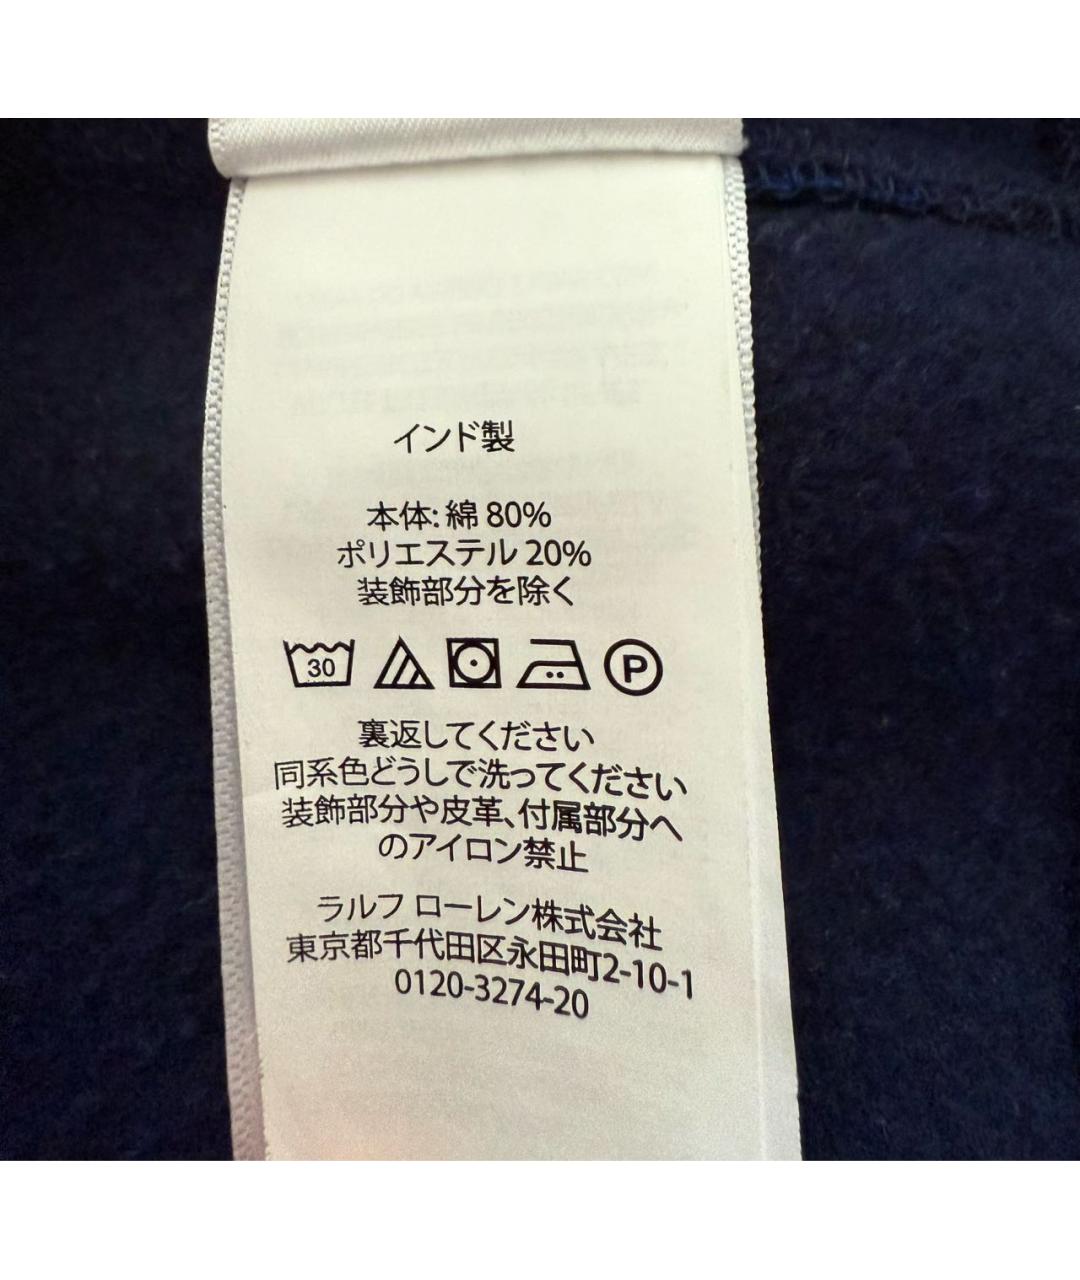 インド製
本体: 綿 80%
ポリエステル 20%
装飾部分を除く
30 P
裏返してください
同系色どうしで洗ってください
装飾部分や皮革、付属部分へ
のアイロン禁止
ラルフ ローレン株式会社
東京都千代田区永田町2-10-1
0120-3274-20